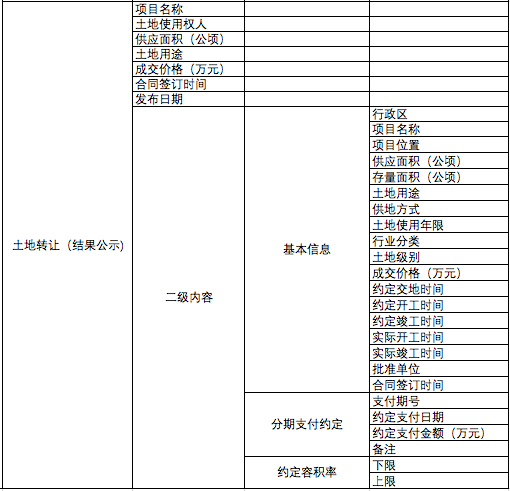 项目名称
土地使用权人
供应面积（公顷）
土地用途
成交价格（万元）
合同签订时间
发布日期
土地转让（结果公示)
二级内容
基本信息
行政区
项目名称
项目位置
供应面积（公顷）
存量面积（公顷）
土地用途
供地方式
土地使用年限
行业分类
土地级别
成交价格（万元）
约定交地时间
约定开工时间
约定竣工时间
实际开工时间
实际竣工时间
批准单位
合同签订时间
分期支付约定
支付期号
约定支付日期
约定支付金额（万元）
备注
约定容积率
下限
上限